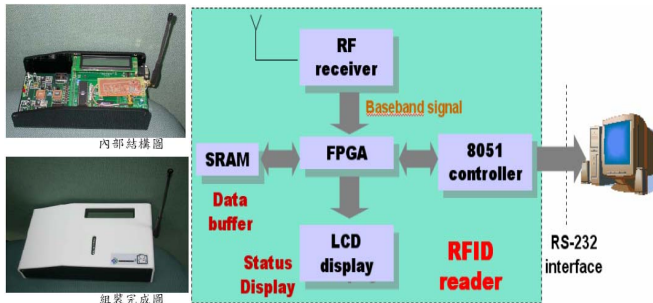 內部結構圖
組裝完成圖
RF
receiver
Baseband signal
SRAM
FPGA
8051
controller
Data
buffer
LCD
display
Status
Display
RFID
reader
RS-232
interface